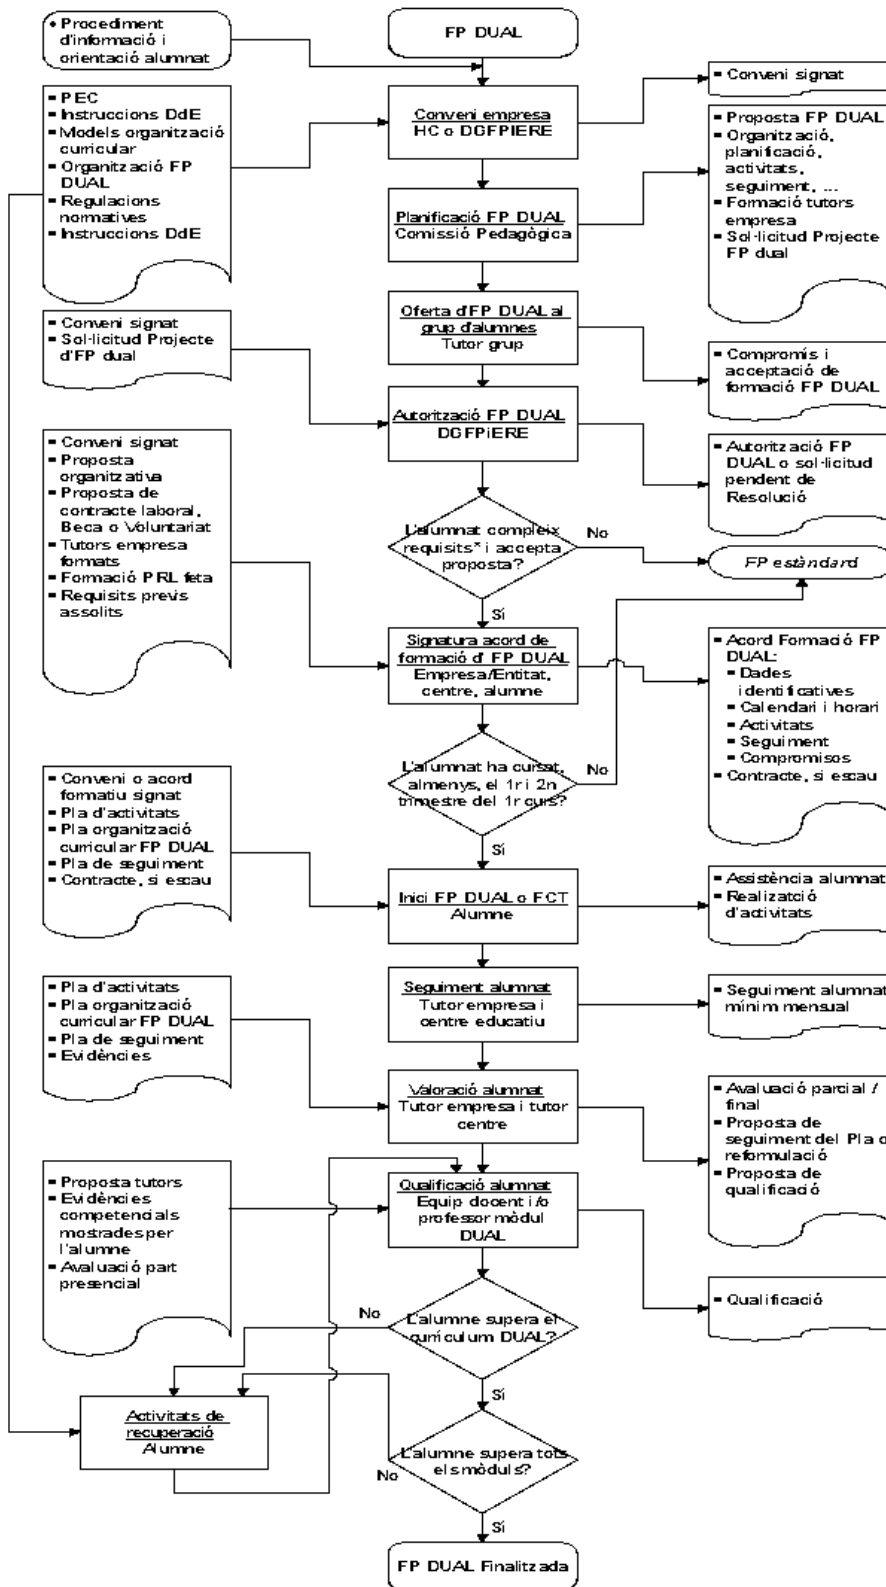 • Procediment
d'informació i
orientació alumnat
FP DUAL
▪ Conveni signat
▪ PEC
▪ Instruccions DdE
▪ Models organització
curricular
▪ Organització FP
DUAL
▪ Regulacions
normatives
▪ Instruccions DdE
Conveni empresa
HC o DGFPIERE
▪ Proposta FP DUAL
▪ Organització,
planificació,
activitats,
seguiment, ...
▪ Formació tutors
empresa
▪ Sol·licitud Projecte
FP dual
Planificació FP DUAL
Comissió Pedagògica
Oferta d'FP DUAL al
grup d'alumnes
Tutor grup
▪ Conveni signat
▪ Sol·licitud Projecte
d'FP dual
▪ Compromís i
acceptació de
formació FP DUAL
Autorització FP DUAL
DGFPiERE
▪ Autorització FP
DUAL o sol·licitud
pendent de
Resolució
▪ Conveni signat
▪ Proposta
organitzativa
▪ Proposta de
contracte laboral,
Beca o Voluntariat
▪ Tutors empresa
formats
▪ Formació PRL feta
▪ Requisits previs
assolits
L'alumnat compleix
requisits* i accepta
proposta?
No
FP estàndard
Sí
Signatura acord de
formació d' FP DUAL
Empresa/Entitat,
centre, alumne
▪ Acord Formació FP
DUAL:
▪ Dades
identificatives
▪ Calendari i horari
▪ Activitats
▪ Seguiment
▪ Compromisos
▪ Contracte, si escau
L'alumnat ha cursat,
almenys, el 1r i 2n
trimestre del 1r curs?
No
Sí
▪ Conveni o acord
formatiu signat
▪ Pla d'activitats
▪ Pla organització
curricular FP DUAL
▪ Pla de seguiment
▪ Contracte, si escau
Inici FP DUAL o FCT
Alumne
▪ Assistència alumnat
▪ Realizatció
d'activitats
Seguiment alumnat
Tutor empresa i
centre educatiu
▪ Seguiment alumnat
mínim mensual
▪ Pla d'activitats
▪ Pla organització
curricular FP DUAL
▪ Pla de seguiment
▪ Evidències
Valoració alumnat
Tutor empresa i tutor
centre
▪ Avaluació parcial /
final
▪ Proposta de
seguiment del Pla o
reformulació
▪ Proposta de
qualificació
▪ Proposta tutors
▪ Evidències
competencials
mostrades per
l'alumne
▪ Avaluació part
presencial
Qualificació alumnat
Equip docent i/o
professor mòdul
DUAL
▪ Qualificació
L'alumne supera el
currículum DUAL?
No
Sí
Activitats de
recuperació
Alumne
L'alumne supera tots
els mòduls?
No
Sí
FP DUAL Finalitzada